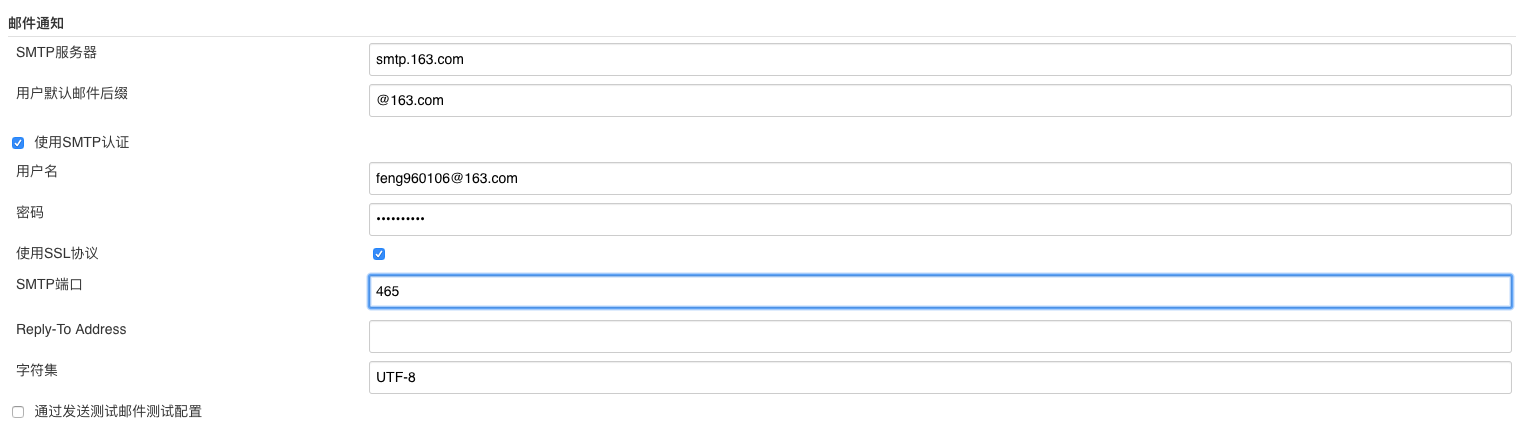 邮件通知
SMTP服务器
smtp.163.com
用户默认邮件后缀
@163.com
使用SMTP认证
用户名
feng960106@163.com
密码
••••••••••
使用SSL协议
SMTP端口
465
Reply-To Address
字符集
UTF-8
通过发送测试邮件测试配置